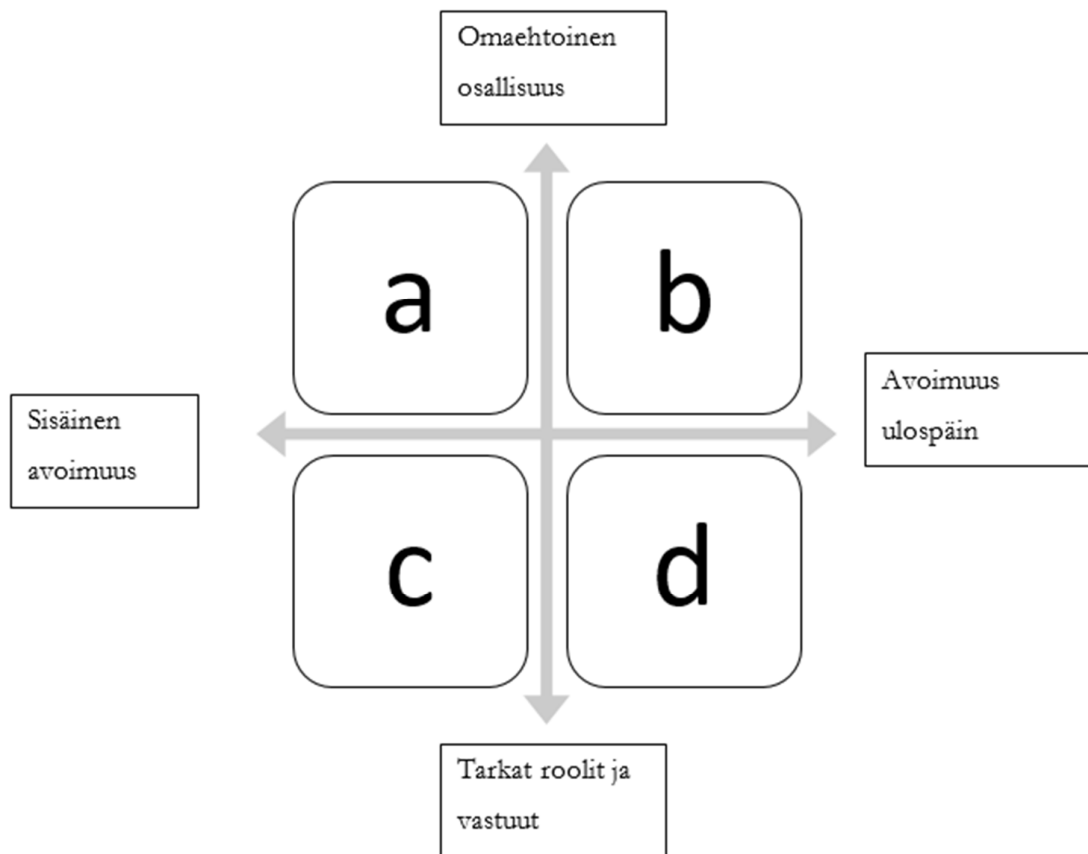 Omaehtoinen
osallisuus
a
b
Avoimuus
ulospäin
Sisäinen
avoimuus
c
d
Tarkat roolit ja
vastuut